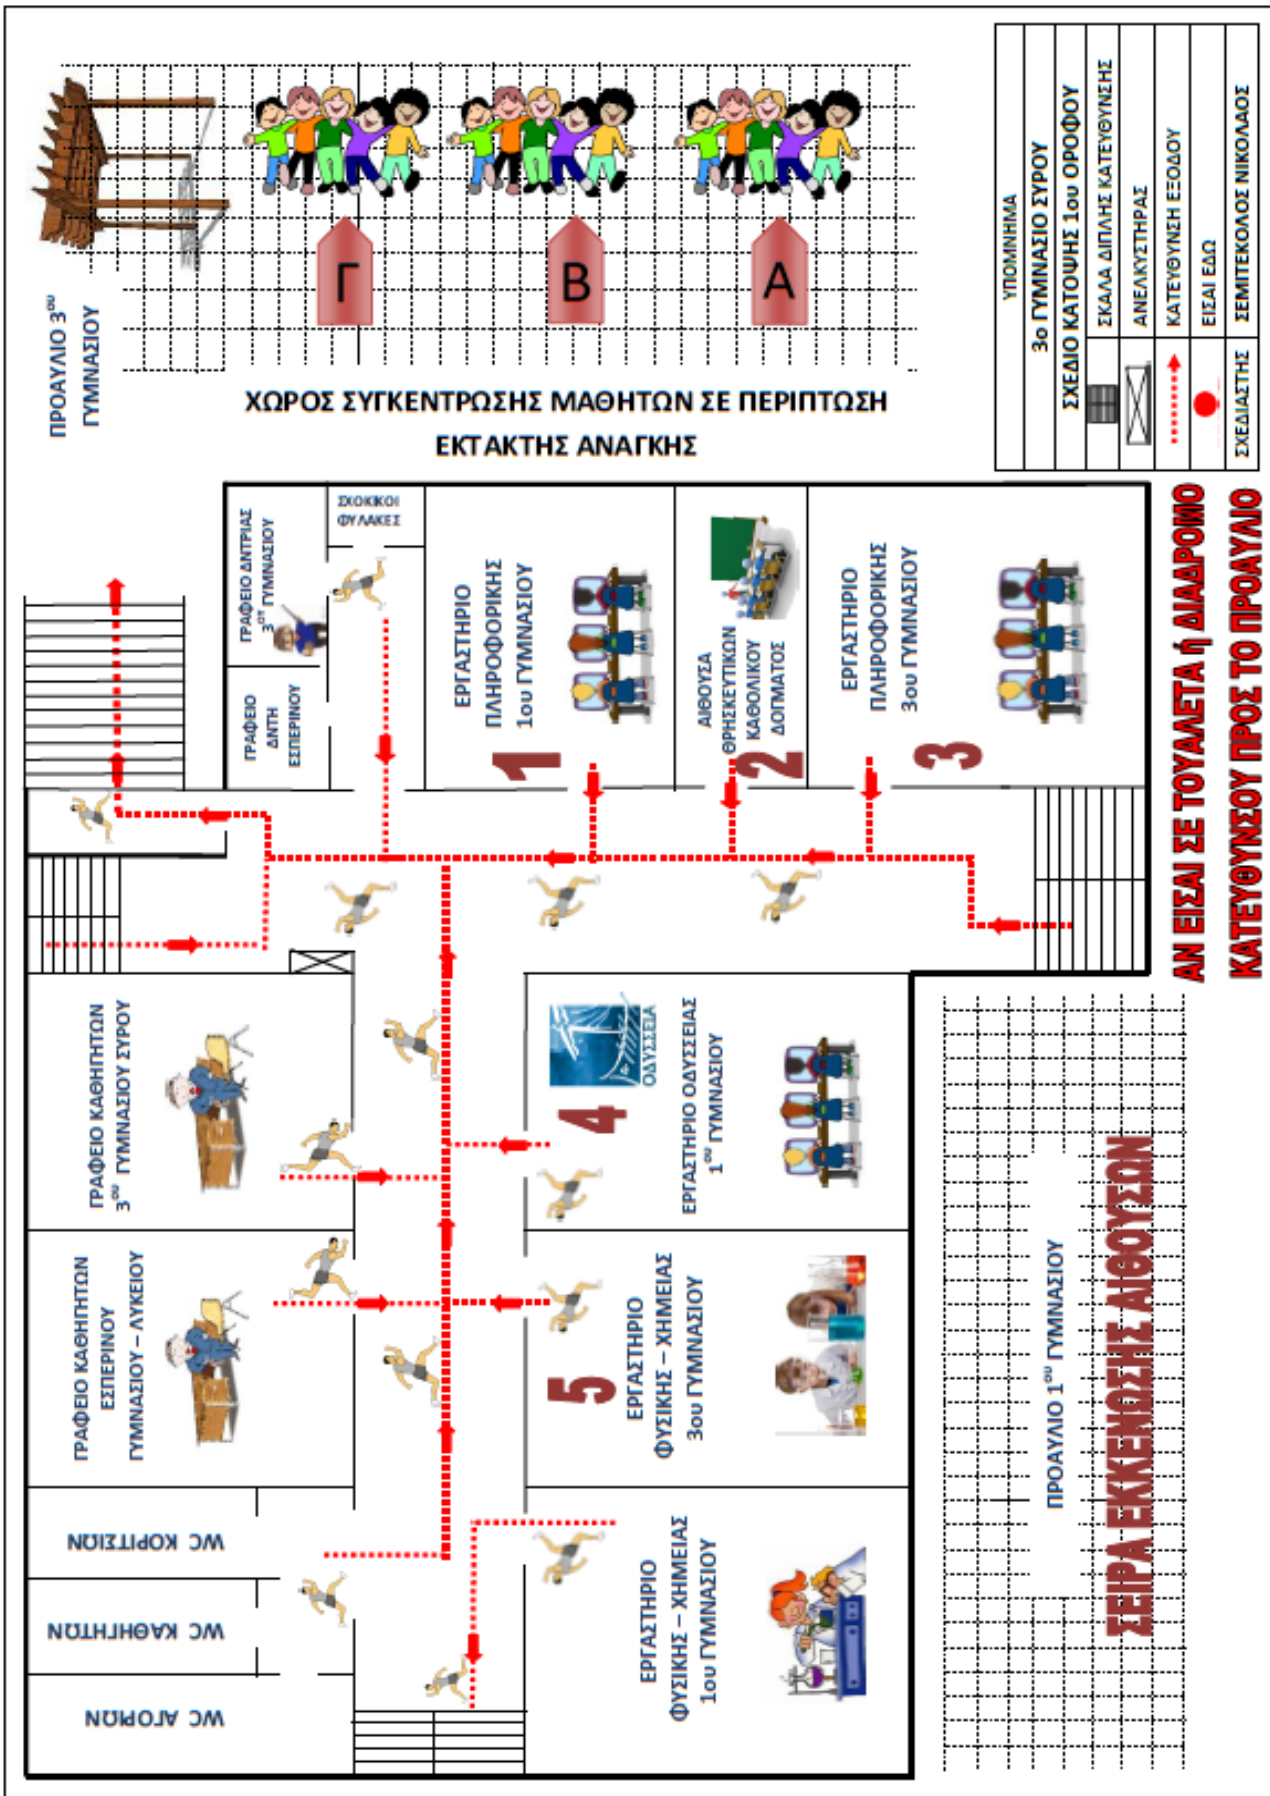 ΠΡΟΑΥΛΙΟ 3ου
ΓΥΜΝΑΣΙΟΥ
Γ
Β
Α
ΧΩΡΟΣ ΣΥΓΚΕΝΤΡΩΣΗΣ ΜΑΘΗΤΩΝ ΣΕ ΠΕΡΙΠΤΩΣΗ
ΕΚΤΑΚΤΗΣ ΑΝΑΓΚΗΣ
ΥΠΟΜΝΗΜΑ
3ο ΓΥΜΝΑΣΙΟ ΣΥΡΟΥ
ΣΧΕΔΙΟ ΚΑΤΟΨΗΣ 1ου ΟΡΟΦΟΥ
ΣΚΑΛΑ ΔΙΠΛΗΣ ΚΑΤΕΥΘΥΝΣΗΣ
ΑΝΕΛΚΥΣΤΗΡΑΣ
ΚΑΤΕΥΘΥΝΣΗ ΕΞΟΔΟΥ
ΕΙΣΑΙ ΕΔΩ
ΣΧΕΔΙΑΣΤΗΣ ΣΕΜΙΤΕΚΟΛΟΣ ΝΙΚΟΛΑΟΣ
ΓΡΑΦΕΙΟ ΔΝΤΡΙΑΣ
3ου ΓΥΜΝΑΣΙΟΥ
ΣΧΟΚΙΚΟΙ
ΦΥΛΑΚΕΣ
ΓΡΑΦΕΙΟ
ΔΝΤΗ
ΕΣΠΕΡΙΝΟΥ
ΕΡΓΑΣΤΗΡΙΟ
ΠΛΗΡΟΦΟΡΙΚΗΣ
1ου ΓΥΜΝΑΣΙΟΥ
1
ΑΙΘΟΥΣΑ
ΘΡΗΣΚΕΥΤΙΚΩΝ
ΚΑΘΟΛΙΚΟΥ
ΔΟΓΜΑΤΟΣ
2
ΕΡΓΑΣΤΗΡΙΟ
ΠΛΗΡΟΦΟΡΙΚΗΣ
3ου ΓΥΜΝΑΣΙΟΥ
3
ΑΝ ΕΙΣΑΙ ΣΕ ΤΟΥΑΛΕΤΑ ή ΔΙΑΔΡΟΜΟ
ΚΑΤΕΥΘΥΝΣΟΥ ΠΡΟΣ ΤΟ ΠΡΟΑΥΛΙΟ
ΓΡΑΦΕΙΟ ΚΑΘΗΓΗΤΩΝ
3ου ΓΥΜΝΑΣΙΟΥ ΣΥΡΟΥ
ΟΔΥΣΣΕΙΑ
4
ΕΡΓΑΣΤΗΡΙΟ ΟΔΥΣΣΕΙΑΣ
1ου ΓΥΜΝΑΣΙΟΥ
ΓΡΑΦΕΙΟ ΚΑΘΗΓΗΤΩΝ
ΕΣΠΕΡΙΝΟΥ
ΓΥΜΝΑΣΙΟΥ – ΛΥΚΕΙΟΥ
5
ΕΡΓΑΣΤΗΡΙΟ
ΦΥΣΙΚΗΣ – ΧΗΜΕΙΑΣ
3ου ΓΥΜΝΑΣΙΟΥ
ΠΡΟΑΥΛΙΟ 1ου ΓΥΜΝΑΣΙΟΥ
ΣΕΙΡΑ ΕΚΚΕΝΩΣΗΣ ΑΙΘΟΥΣΩΝ
WC ΚΟΡΙΤΣΙΩΝ
WC ΚΑΘΗΓΗΤΩΝ
WC ΑΓΟΡΙΩΝ
ΕΡΓΑΣΤΗΡΙΟ
ΦΥΣΙΚΗΣ – ΧΗΜΕΙΑΣ
1ου ΓΥΜΝΑΣΙΟΥ